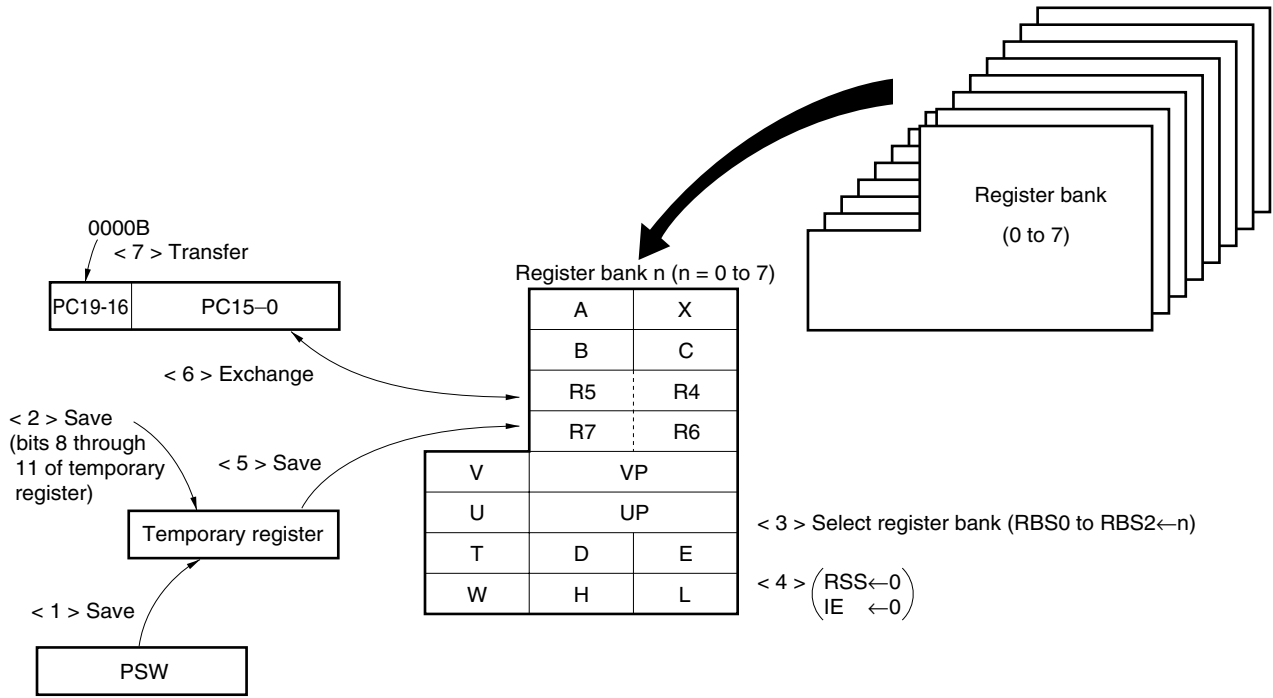 Register bank
(0 to 7)
0000B
< 7 > Transfer
PC19-16
PC15–0
< 6 > Exchange
< 2 > Save
(bits 8 through
11 of temporary
register)
< 5 > Save
Temporary register
< 1 > Save
PSW
Register bank n (n = 0 to 7)
A X
B C
R5 R4
R7 R6
V VP
U UP
T D E
W H L
< 3 > Select register bank (RBS0 to RBS2←n)
< 4 > (RSS←0
IE ←0)